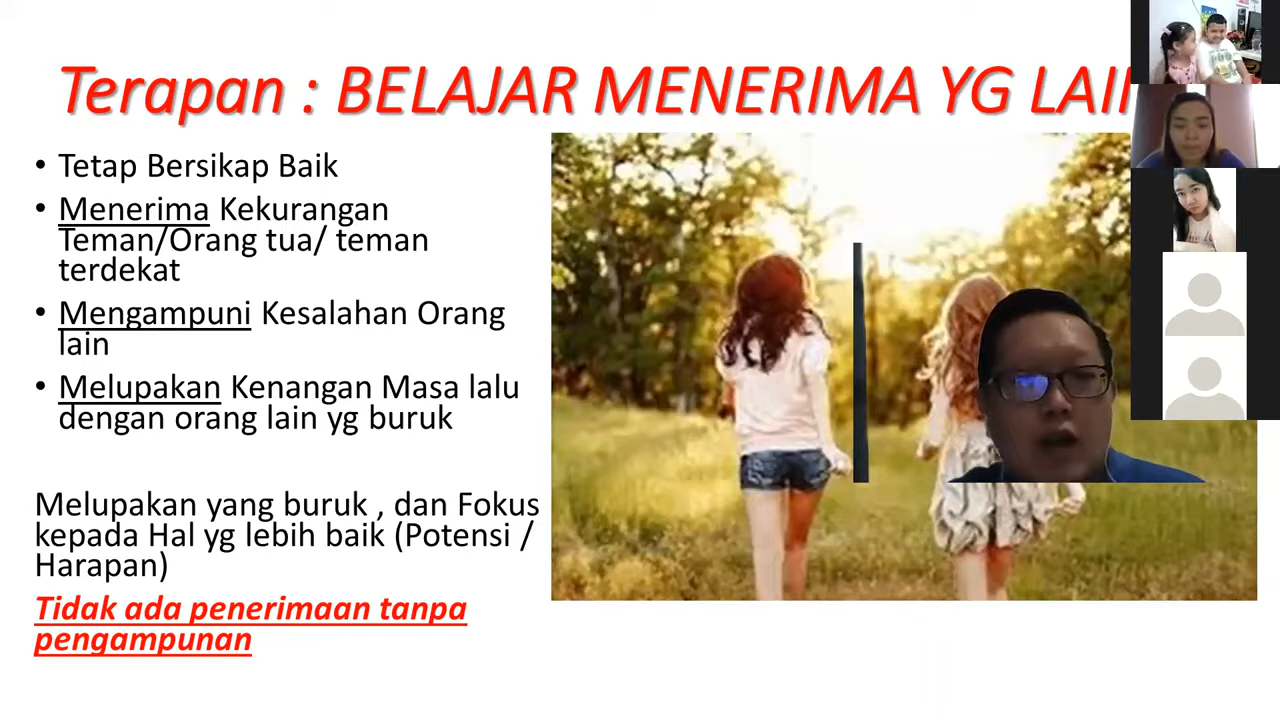 Terapan : BELAJAR MENERIMA YG LAI
• Tetap Bersikap Baik
• Menerima Kekurangan
Teman/Orang tua/ teman
terdekat
• Mengampuni Kesalahan Orang
lain
• Melupakan Kenangan Masa lalu
dengan orang lain yg buruk
Melupakan yang buruk , dan Fokus
kepada Hal yg lebih baik (Potensi /
Harapan)
Tidak ada penerimaan tanpa
pengampunan